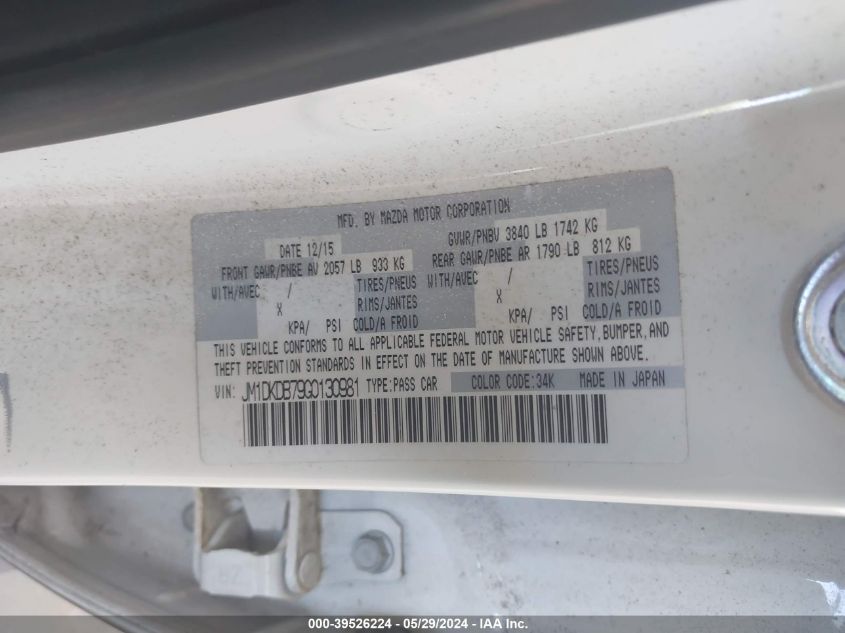 MFD. BY MAZDA MOTOR CORPORATION
DATE 12/15 GVWR/PNBV 3840 LB 1742 KG
FRONT GAWR/PNBE AV 2057 LB 933 KG REAR GAWR/PNBE AR 1790 LB 812 KG
WITH/AVEC / TIRES/PNEUS WITH/AVEC / TIRES/PNEUS
X RIMS/JANTES X RIMS/JANTES
KPA/ PSI COLD/A FROID KPA/ PSI COLD/A FROID
THIS VEHICLE CONFORMS TO ALL APPLICABLE FEDERAL MOTOR VEHICLE SAFETY, BUMPER, AND
THEFT PREVENTION STANDARDS IN EFFECT ON THE DATE OF MANUFACTURE SHOWN ABOVE.
VIN: JM1DKDB79G0130981 TYPE:PASS CAR COLOR CODE:34K MADE IN JAPAN
000-39526224 - 05/29/2024 - IAA Inc.